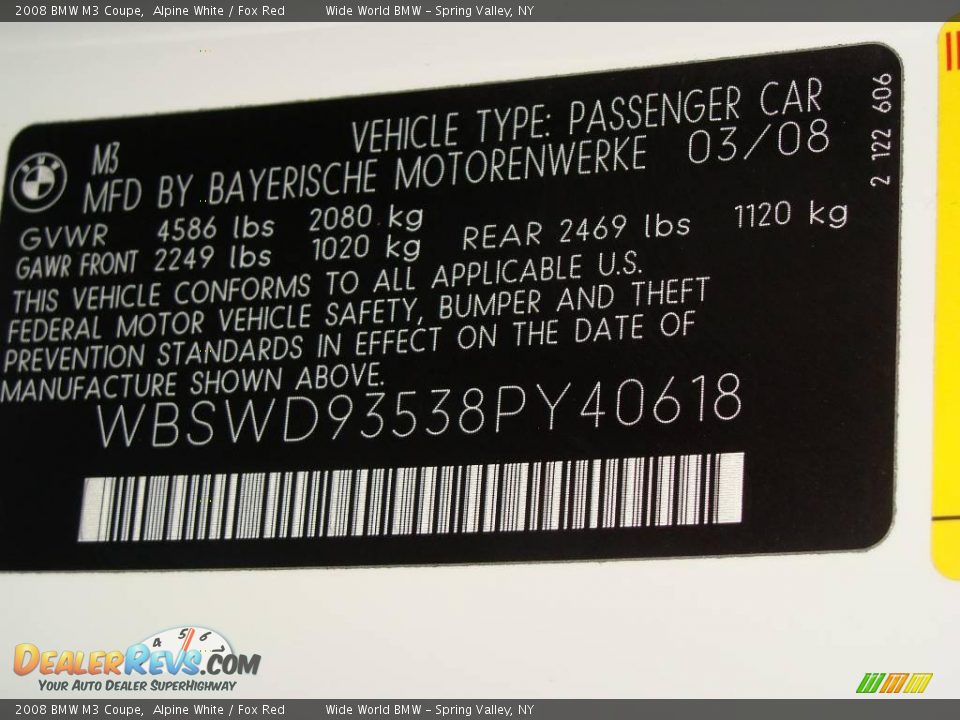 2008 BMW M3 Coupe, Alpine White / Fox Red Wide World BMW - Spring Valley, NY
M3
VEHICLE TYPE: PASSENGER CAR
MFD BY BAYERISCHE MOTORENWERKE 03/08
GVWR 4586 lbs 2080 kg
GAWR FRONT 2249 lbs 1020 kg REAR 2469 lbs 1120 kg
THIS VEHICLE CONFORMS TO ALL APPLICABLE U.S.
FEDERAL MOTOR VEHICLE SAFETY, BUMPER AND THEFT
PREVENTION STANDARDS IN EFFECT ON THE DATE OF
MANUFACTURE SHOWN ABOVE.
WBSWD93538PY40618
2 122 606
4 5 6 7
DEALERREVS.COM
YOUR AUTO DEALER SUPERHIGHWAY
2008 BMW M3 Coupe, Alpine White / Fox Red Wide World BMW - Spring Valley, NY